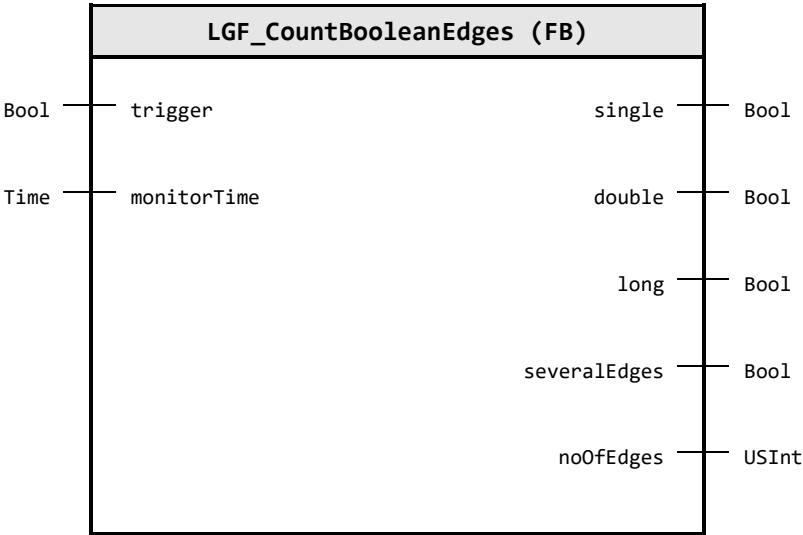 LGF_CountBooleanEdges (FB)
Bool trigger single Bool
Time monitorTime double Bool
long Bool
severalEdges Bool
noOfEdges USInt